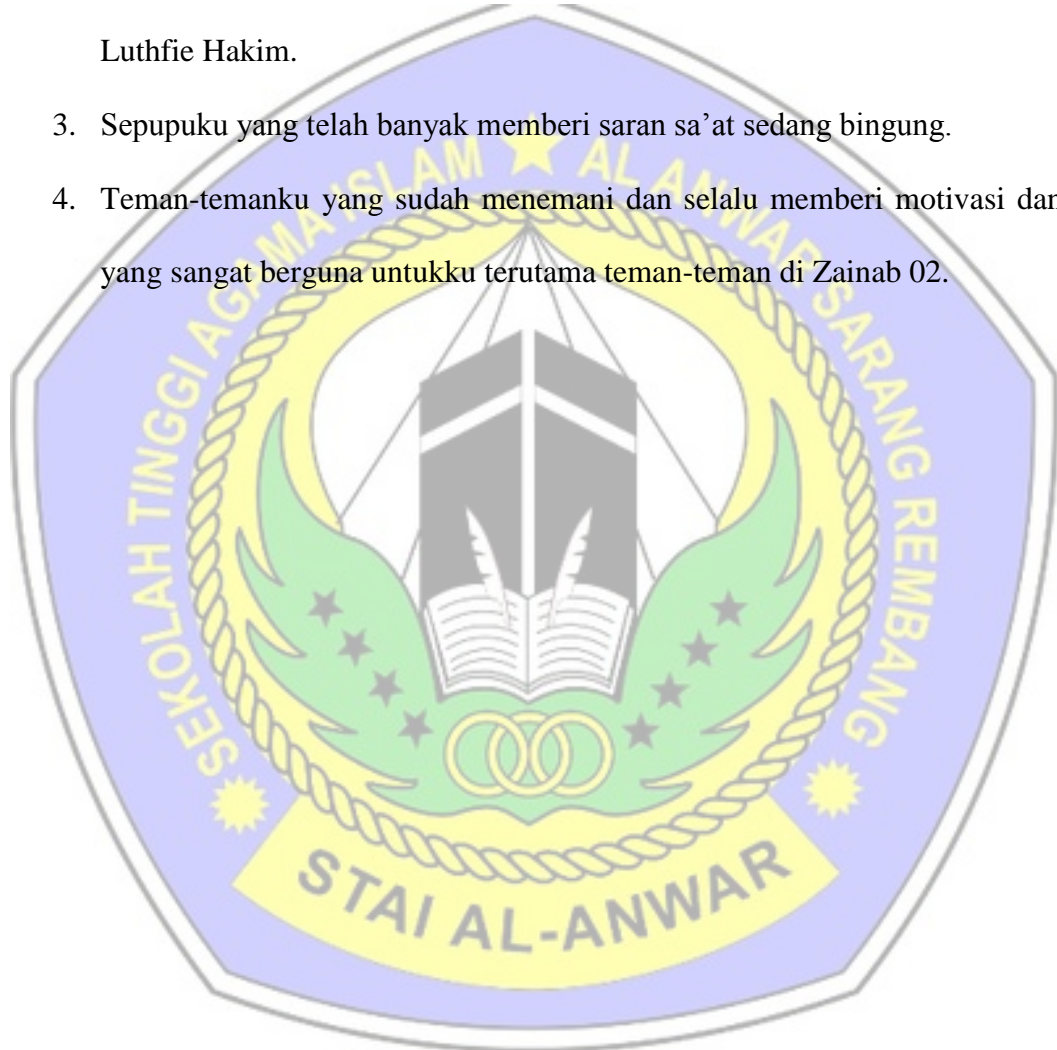 Luthfie Hakim.
3. Sepupuku yang telah banyak memberi saran sa’at sedang bingung.
4. Teman-temanku yang sudah menemani dan selalu memberi motivasi dan
yang sangat berguna untukku terutama teman-teman di Zainab 02.
SEKOLAH TINGGI AGAMA ISLAM AL ANWAR SARANG REMBANG
STAI AL-ANWAR